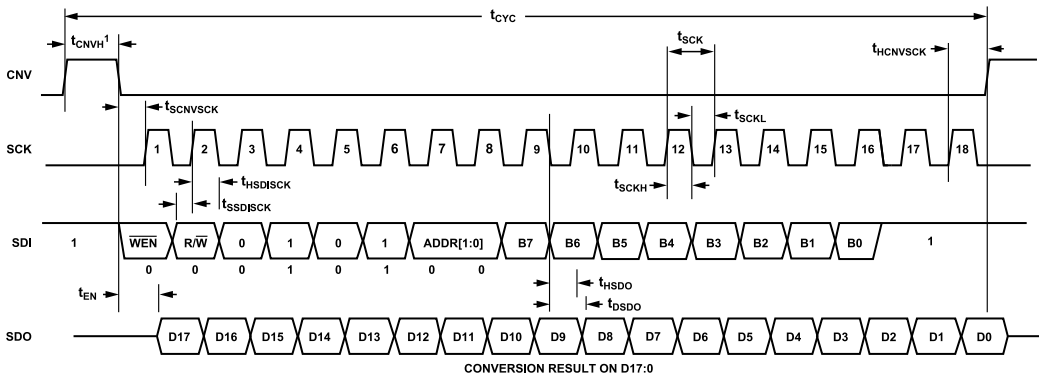 tCYC
tCNVH1
tSCK
tHCNVSCK
CNV
tSCNVSCK
tSCKL
SCK
1 2 3 4 5 6 7 8 9 10 11 12 13 14 15 16 17 18
tHSDISCK
tSCKH
tSSDISCK
SDI
1 WEN R/W 0 1 0 1 ADDR[1:0] B7 B6 B5 B4 B3 B2 B1 B0 1
0 0 0 1 0 1 0 0
tEN
tHSDO
tDSDO
SDO
D17 D16 D15 D14 D13 D12 D11 D10 D9 D8 D7 D6 D5 D4 D3 D2 D1 D0
CONVERSION RESULT ON D17:0